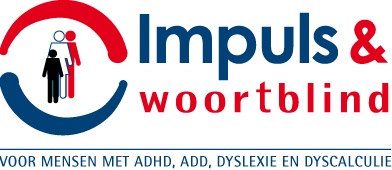 Impuls &
woortblind
VOOR MENSEN MET ADHD, ADD, DYSLEXIE EN DYSCALCULIE